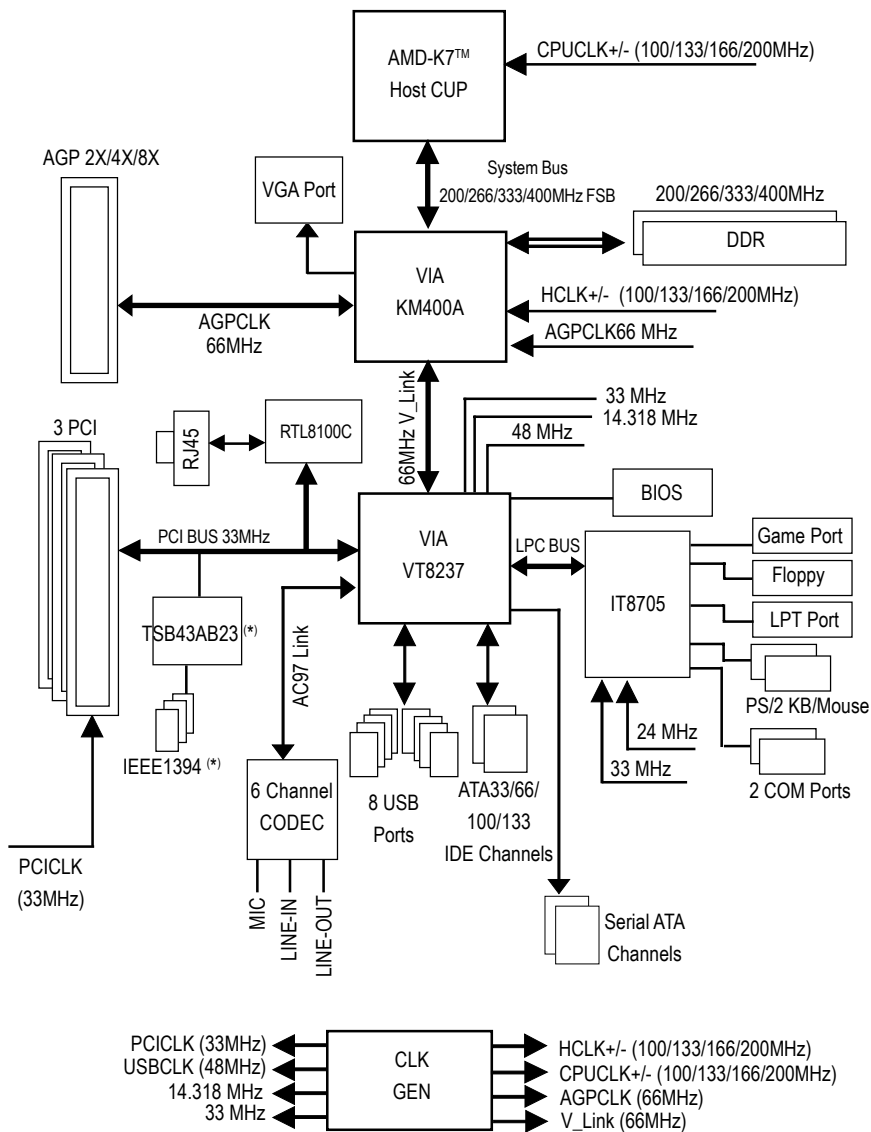 AMD-K7™
Host CUP
CPUCLK+/- (100/133/166/200MHz)
AGP 2X/4X/8X
VGA Port
System Bus
200/266/333/400MHz FSB
200/266/333/400MHz
DDR
VIA
KM400A
HCLK+/- (100/133/166/200MHz)
AGPCLK66 MHz
AGPCLK
66MHz
66MHz V_Link
33 MHz
14.318 MHz
48 MHz
3 PCI
RJ45
RTL8100C
BIOS
PCI BUS 33MHz
VIA
VT8237
LPC BUS
IT8705
Game Port
Floppy
LPT Port
PS/2 KB/Mouse
TSB43AB23 (*)
AC97 Link
IEEE1394 (*)
24 MHz
33 MHz
2 COM Ports
6 Channel
CODEC
8 USB
Ports
ATA33/66/
100/133
IDE Channels
PCICLK
(33MHz)
MIC
LINE-IN
LINE-OUT
Serial ATA
Channels
PCICLK (33MHz)
USBCLK (48MHz)
14.318 MHz
33 MHz
CLK
GEN
HCLK+/- (100/133/166/200MHz)
CPUCLK+/- (100/133/166/200MHz)
AGPCLK (66MHz)
V_Link (66MHz)